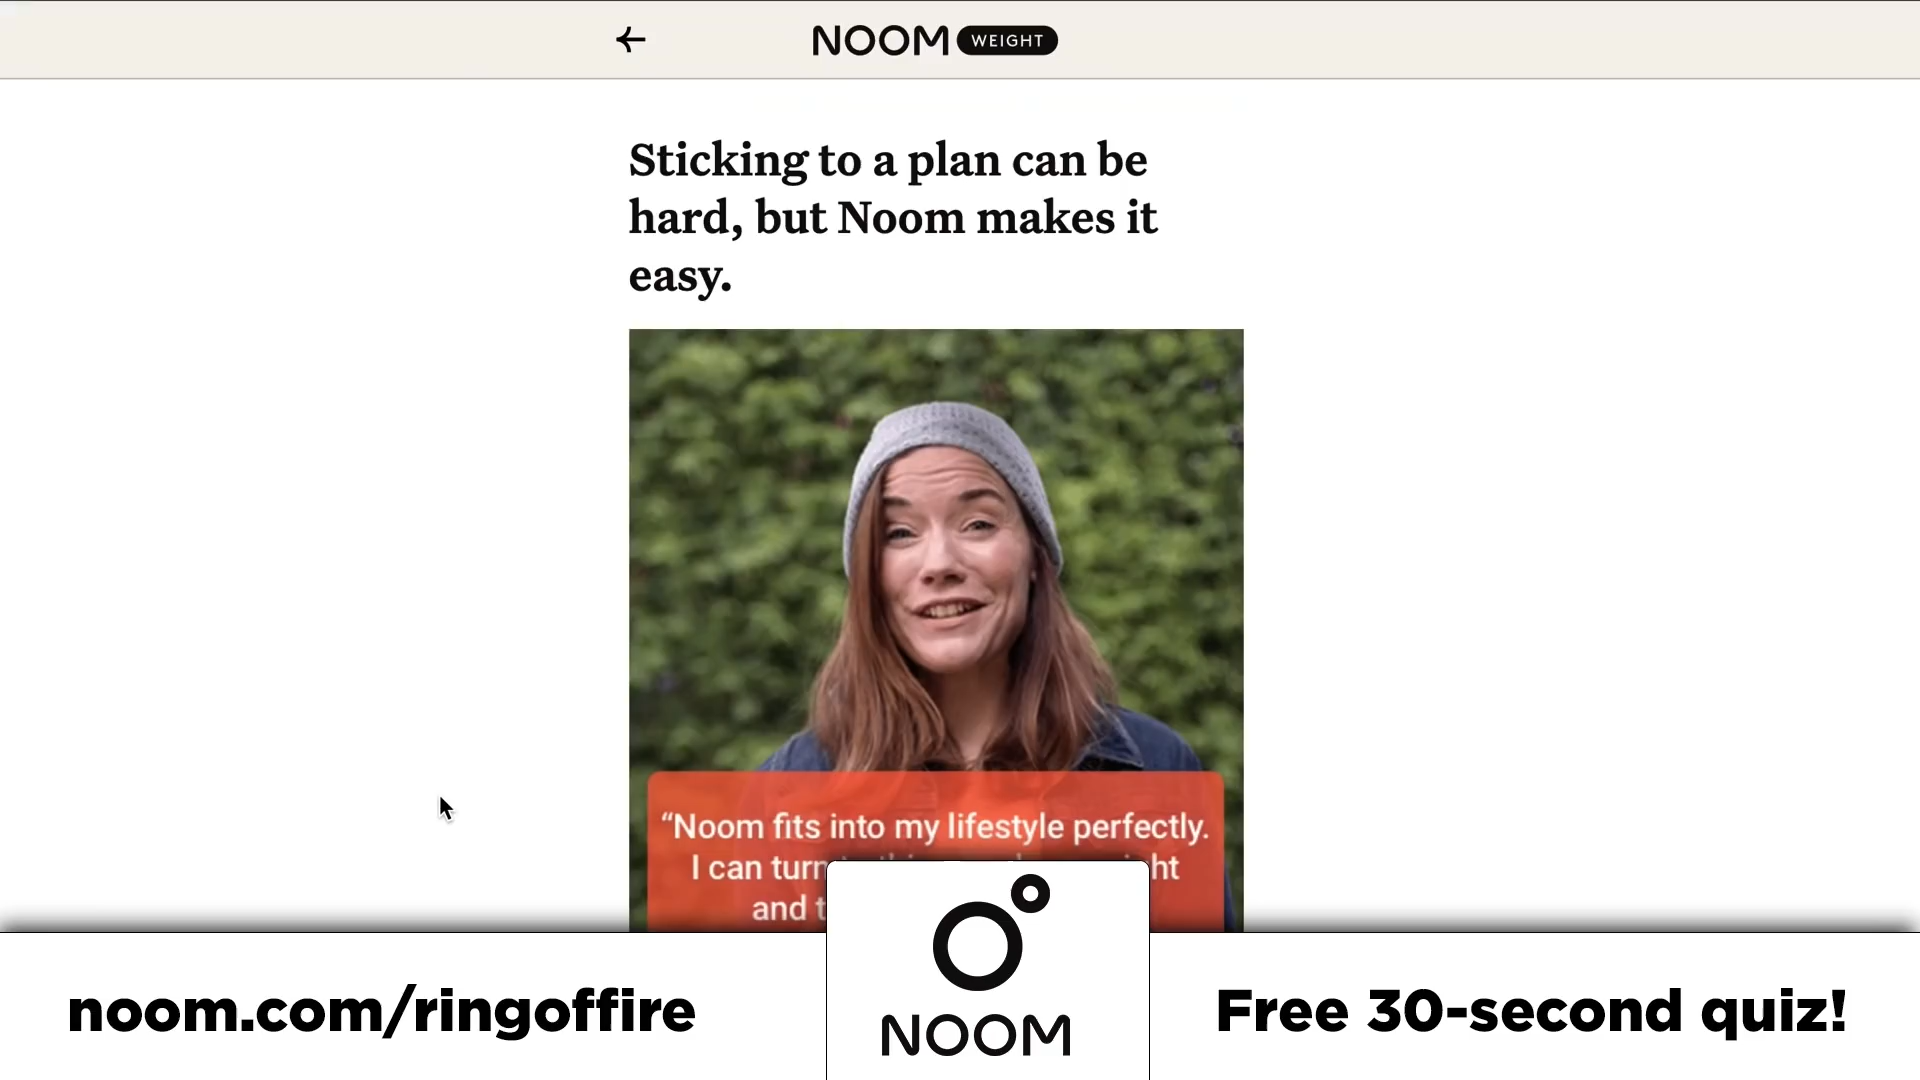 NOOM WEIGHT
Sticking to a plan can be
hard, but Noom makes it
easy.
“Noom fits into my lifestyle perfectly.
I can turn
and
noom.com/ringoffire
NOOM
Free 30-second quiz!